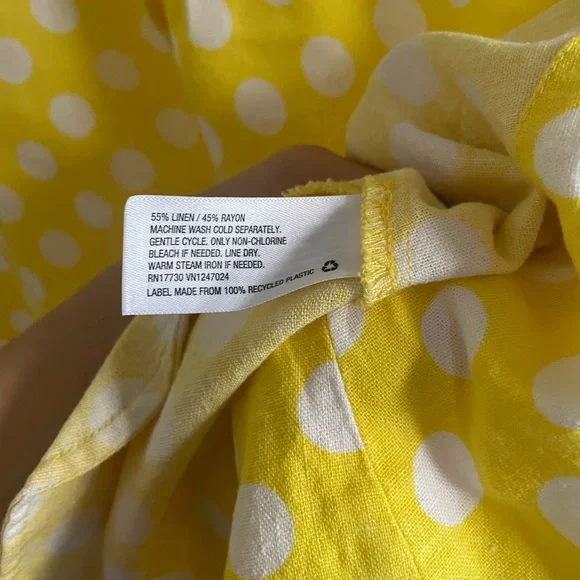 55% LINEN / 45% RAYON
MACHINE WASH COLD SEPARATELY.
GENTLE CYCLE. ONLY NON-CHLORINE
BLEACH IF NEEDED. LINE DRY.
WARM STEAM IRON IF NEEDED.
RN17730 VN1247024
LABEL MADE FROM 100% RECYCLED PLASTIC